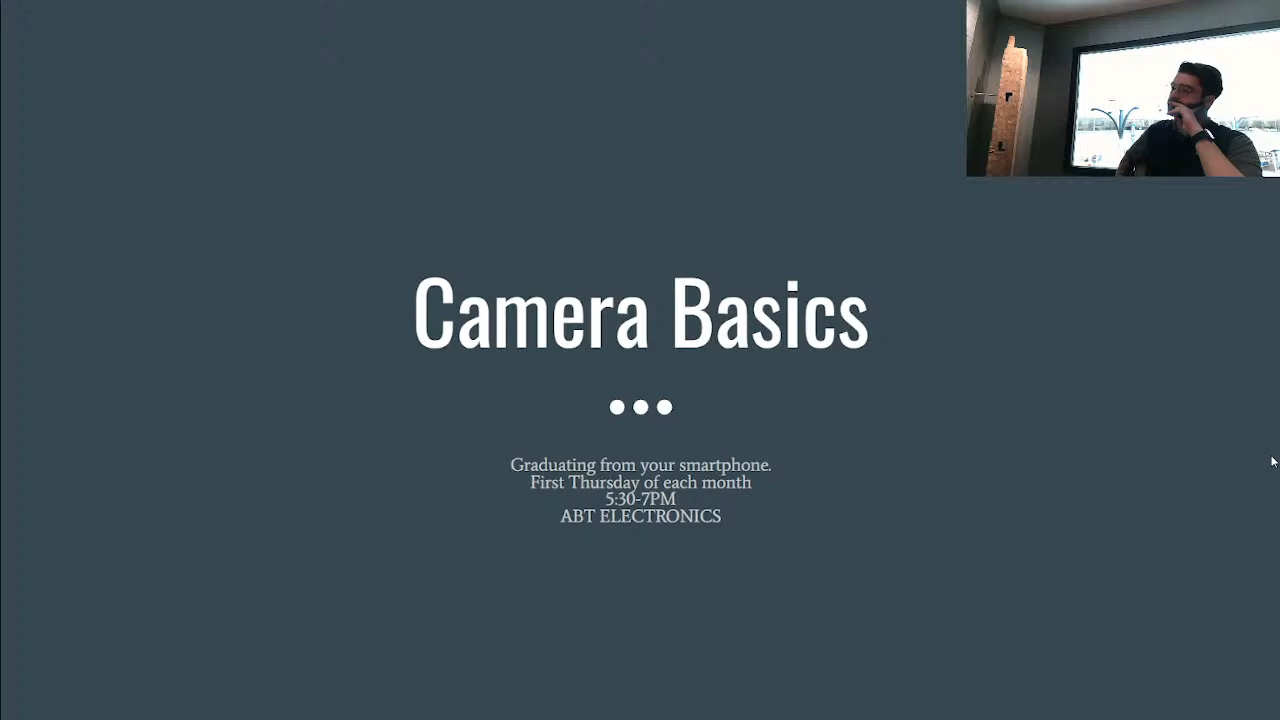 Camera Basics
Graduating from your smartphone.
First Thursday of each month
5:30-7PM
ABT ELECTRONICS